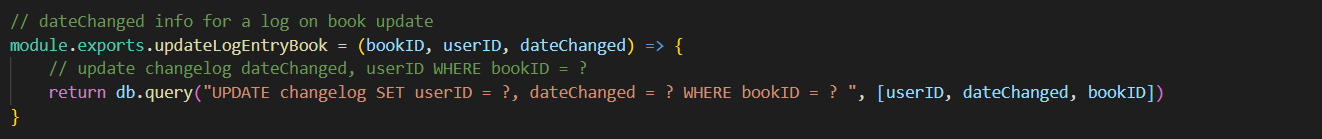 // dateChanged info for a log on book update
module.exports.updateLogEntryBook = (bookID, userID, dateChanged) => {
// update changelog dateChanged, userID WHERE bookID = ?
return db.query("UPDATE changelog SET userID = ?, dateChanged = ? WHERE bookID = ? ", [userID, dateChanged, bookID])
}